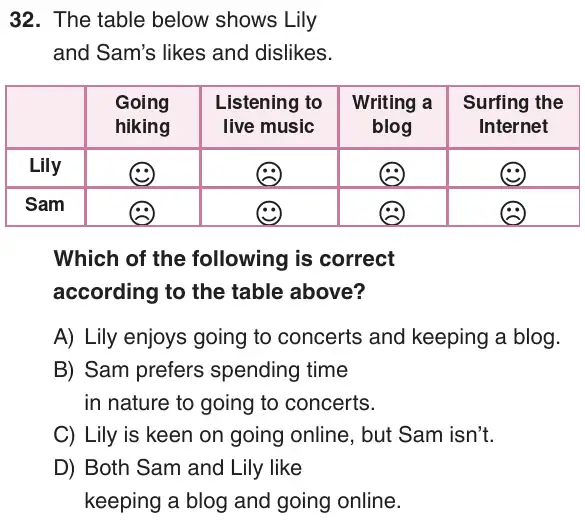 32. The table below shows Lily
and Sam's likes and dislikes.
Going hiking Listening to live music Writing a blog Surfing the Internet
Lily ☺ ☹ ☹ ☺
Sam ☹ ☺ ☹ ☹
Which of the following is correct
according to the table above?
A) Lily enjoys going to concerts and keeping a blog.
B) Sam prefers spending time
in nature to going to concerts.
C) Lily is keen on going online, but Sam isn't.
D) Both Sam and Lily like
keeping a blog and going online.